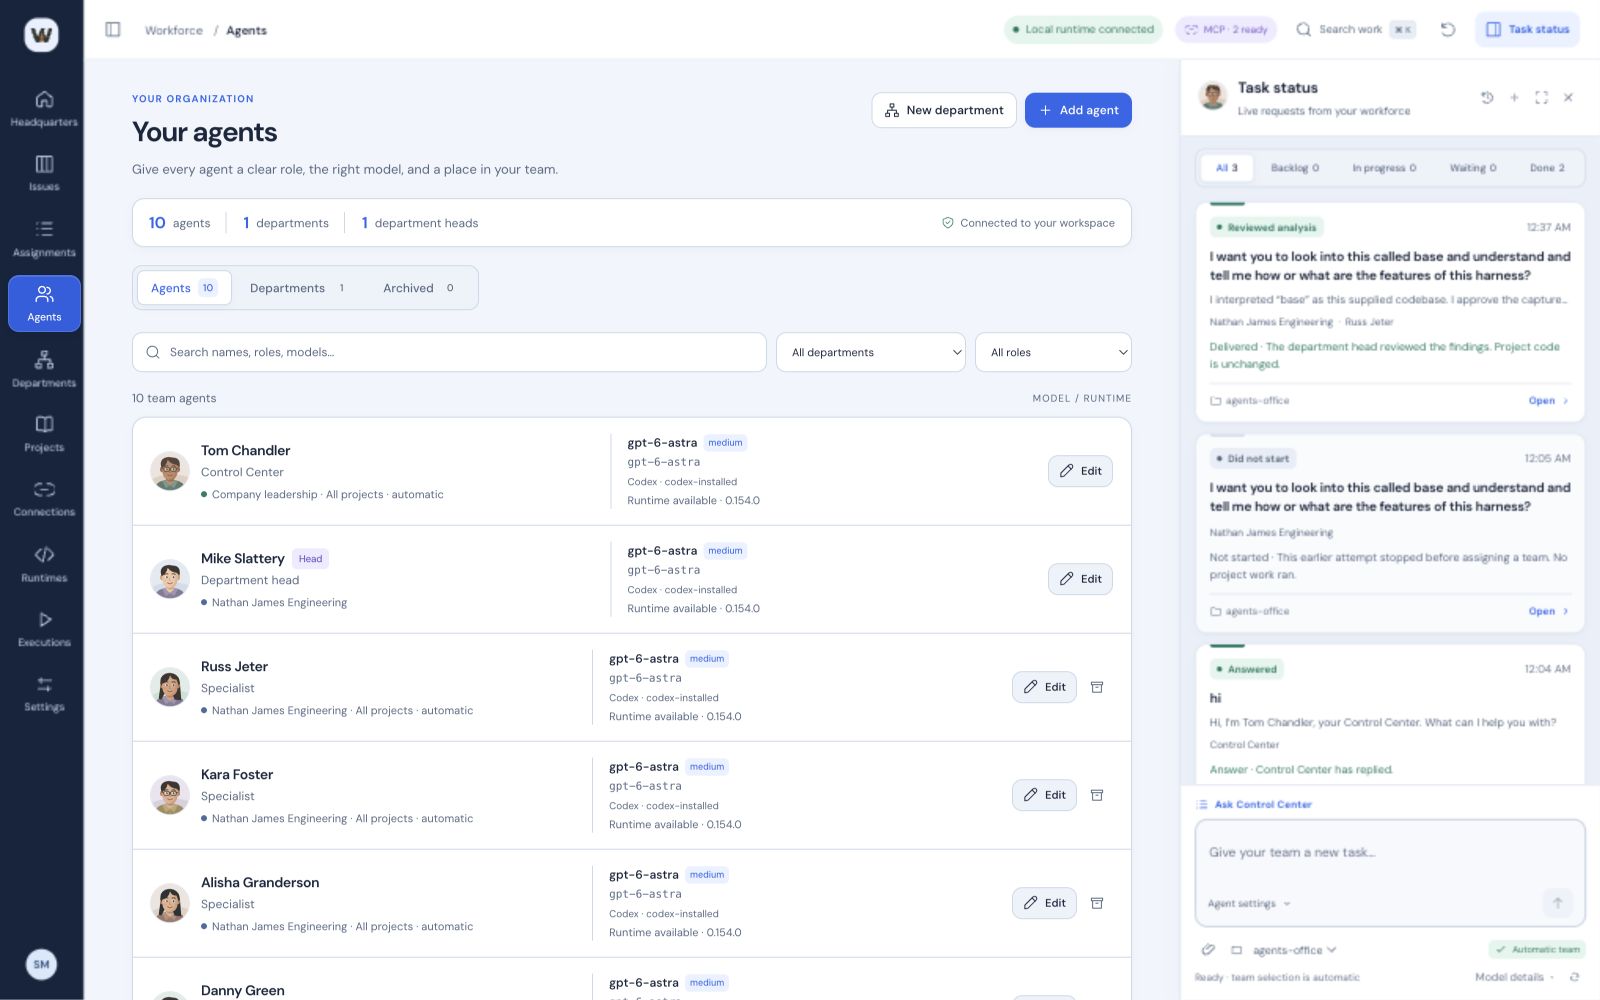 W
Headquarters
Issues
Assignments
Agents
Departments
Projects
Connections
Runtimes
Executions
Settings
SM
Workforce / Agents
Local runtime connected
MCP · 2 ready
Search work ⌘ K
Task status
YOUR ORGANIZATION
Your agents
Give every agent a clear role, the right model, and a place in your team.
New department
+ Add agent
10 agents
1 departments
1 department heads
Connected to your workspace
Agents 10
Departments 1
Archived 0
Search names, roles, models...
All departments
All roles
10 team agents
MODEL / RUNTIME
Tom Chandler
Control Center
Company leadership · All projects · automatic
gpt-6-astra medium
gpt-6-astra
Codex · codex-installed
Runtime available · 0.154.0
Edit
Mike Slattery Head
Department head
Nathan James Engineering
gpt-6-astra medium
gpt-6-astra
Codex · codex-installed
Runtime available · 0.154.0
Edit
Russ Jeter
Specialist
Nathan James Engineering · All projects · automatic
gpt-6-astra medium
gpt-6-astra
Codex · codex-installed
Runtime available · 0.154.0
Edit
Kara Foster
Specialist
Nathan James Engineering · All projects · automatic
gpt-6-astra medium
gpt-6-astra
Codex · codex-installed
Runtime available · 0.154.0
Edit
Alisha Granderson
Specialist
Nathan James Engineering · All projects · automatic
gpt-6-astra medium
gpt-6-astra
Codex · codex-installed
Runtime available · 0.154.0
Edit
Danny Green
gpt-6-astra medium
Task status
Live requests from your workforce
All 3
Backlog 0
In progress 0
Waiting 0
Done 2
Reviewed analysis
12:37 AM
I want you to look into this called base and understand and
tell me how or what are the features of this harness?
I interpreted “base” as this supplied codebase. I approve the capture...
Nathan James Engineering · Russ Jeter
Delivered · The department head reviewed the findings. Project code
is unchanged.
agents-office
Open ›
Did not start
12:05 AM
I want you to look into this called base and understand and
tell me how or what are the features of this harness?
Nathan James Engineering
Not started · This earlier attempt stopped before assigning a team. No
project work ran.
agents-office
Open ›
Answered
12:04 AM
hi
Hi, I'm Tom Chandler, your Control Center. What can I help you with?
Control Center
Answer · Control Center has replied.
Ask Control Center
Give your team a new task...
Agent settings
agents-office
Automatic team
Ready · team selection is automatic
Model details